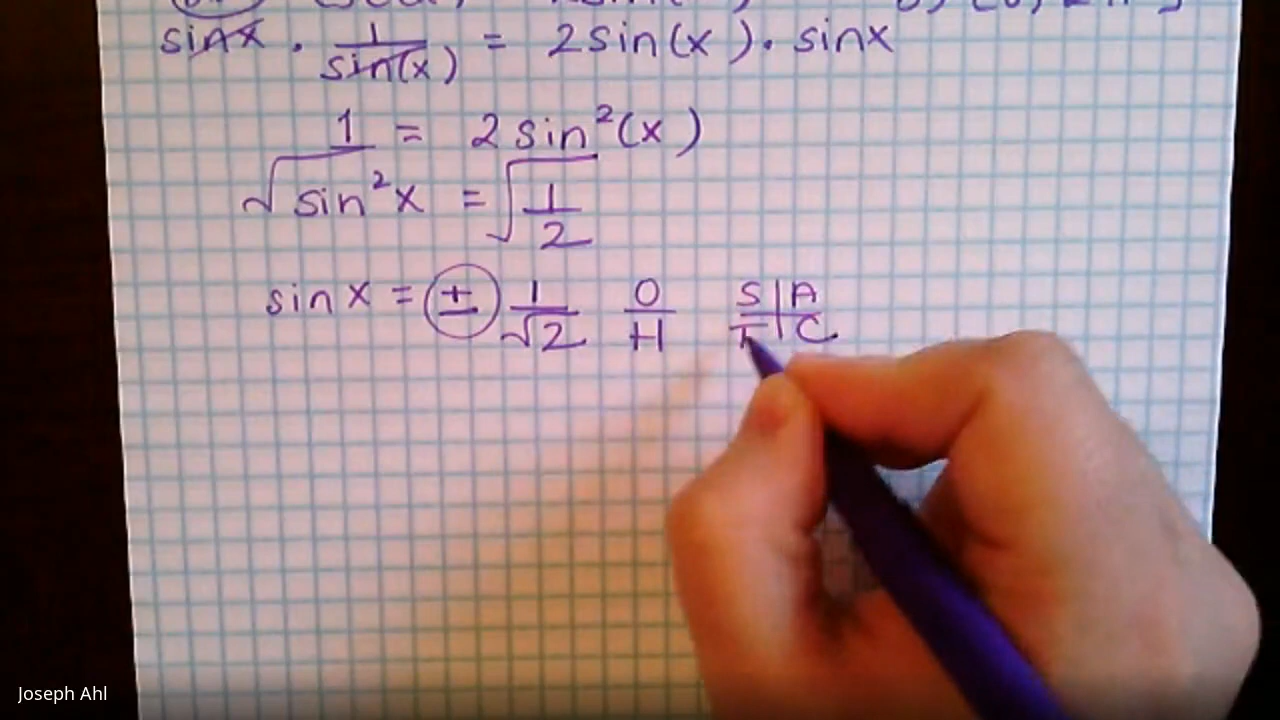 sinx · 1/sin(x) = 2sin(x) · sinx
1 = 2sin²(x)
√sin²x = √1/2
sinx = ± 1/√2 O/H S A T C
Joseph Ahl